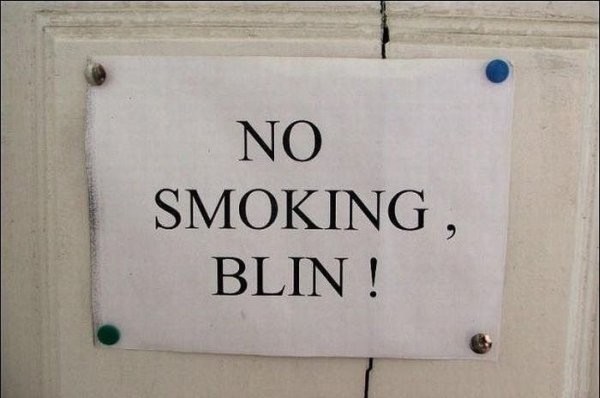 NO
SMOKING ,
BLIN !